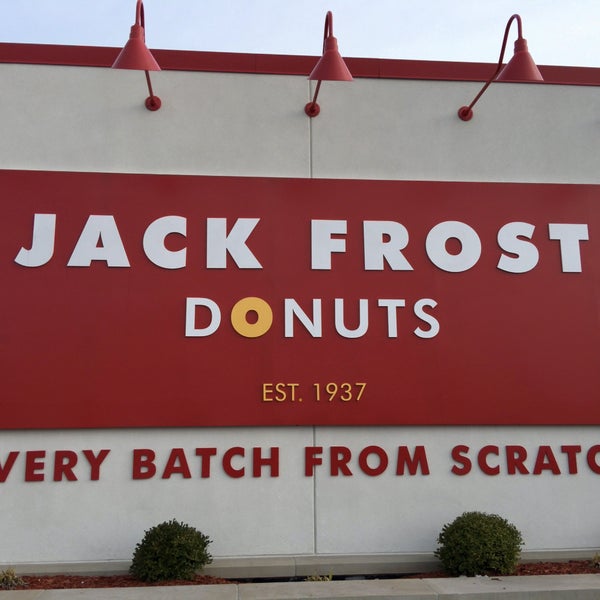 JACK FROST
DONUTS
EST. 1937
VERY BATCH FROM SCRATC